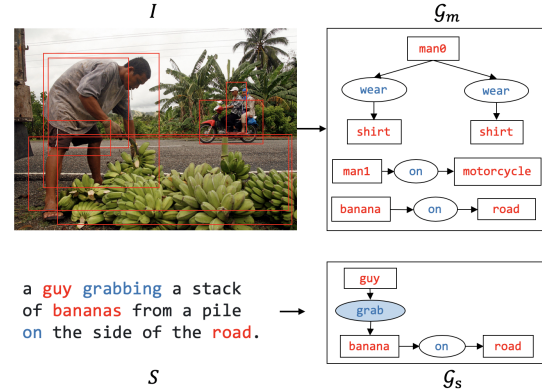 I
𝒢m
man0
wear
wear
shirt
shirt
man1
on
motorcycle
banana
on
road
a guy grabbing a stack
of bananas from a pile
on the side of the road.
guy
grab
banana
on
road
S
𝒢s